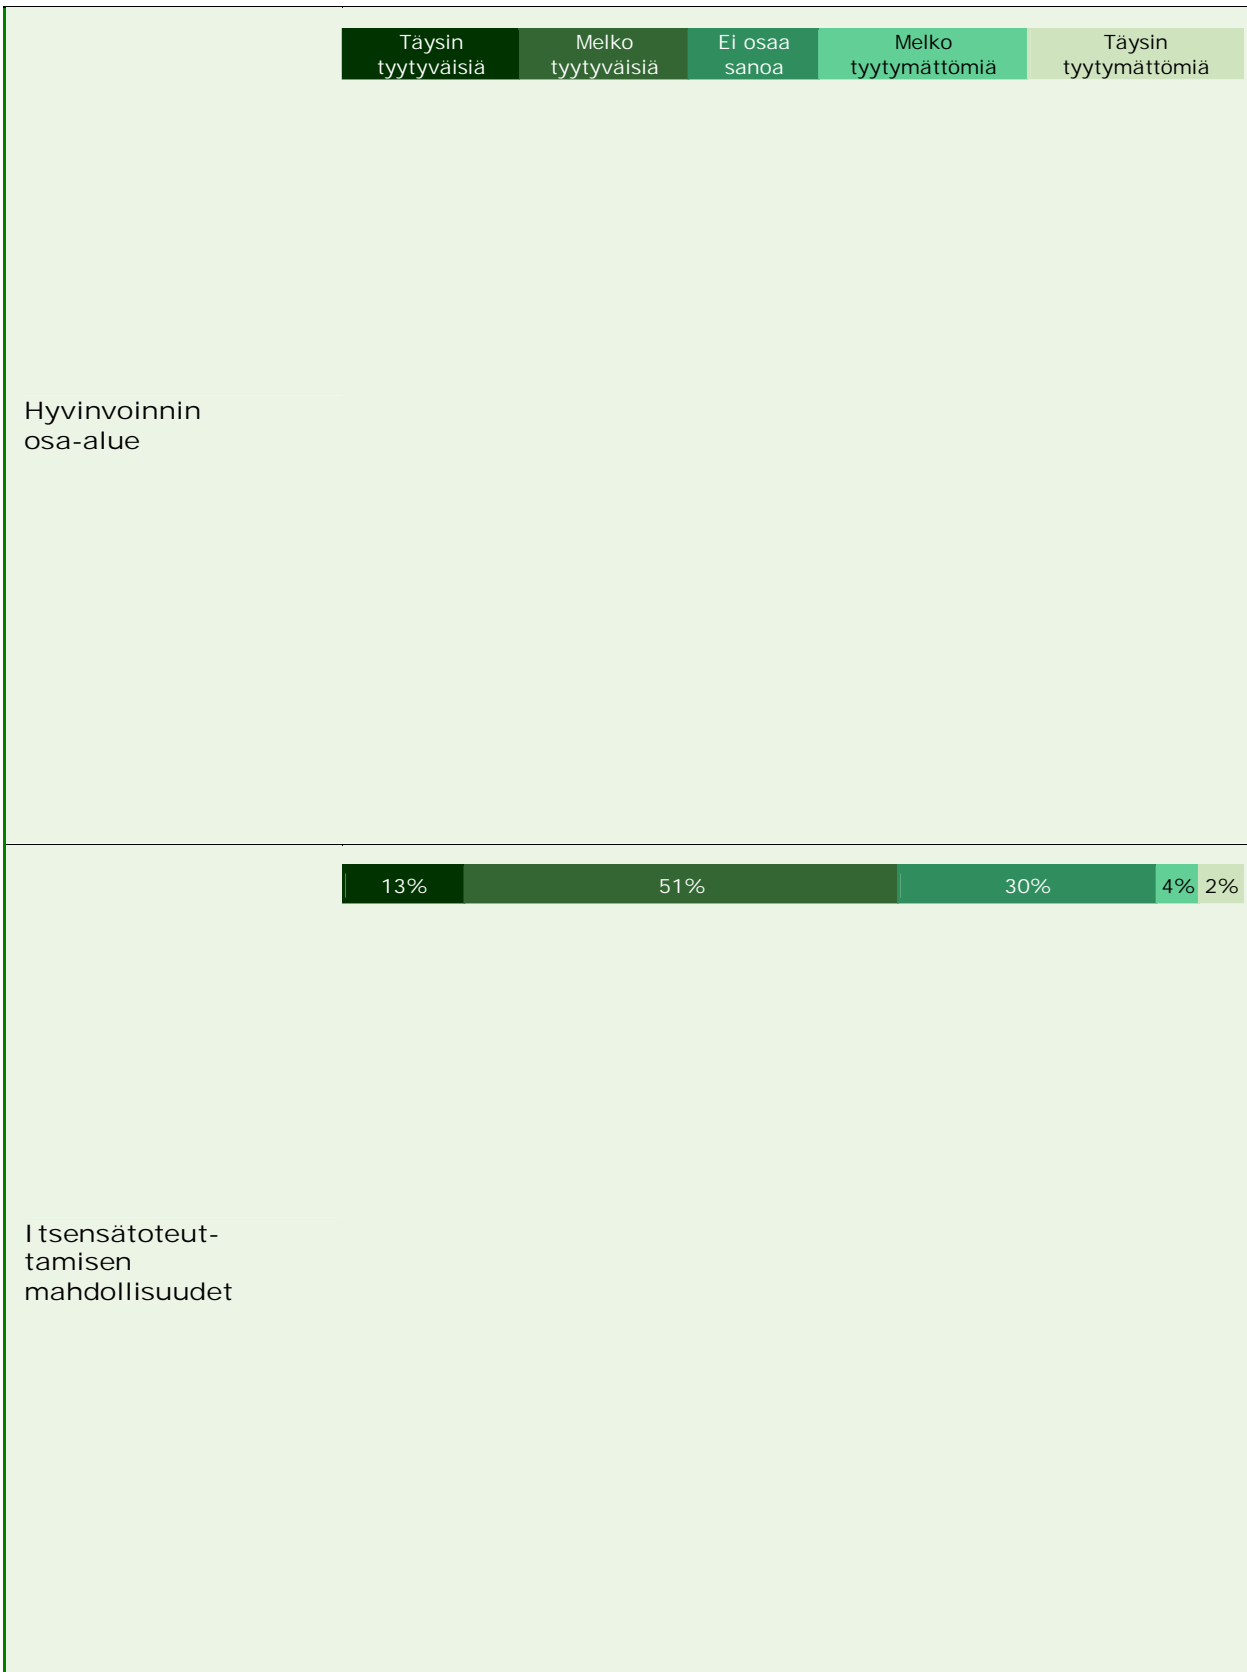 Täysin Melko Ei osaa Melko Täysin
tyytyväisiä tyytyväisiä sanoa tyytymättömiä tyytymättömiä
Hyvinvoinnin
osa-alue
13% 51% 30% 4% 2%
Itsensätoteut-
tamisen
mahdollisuudet